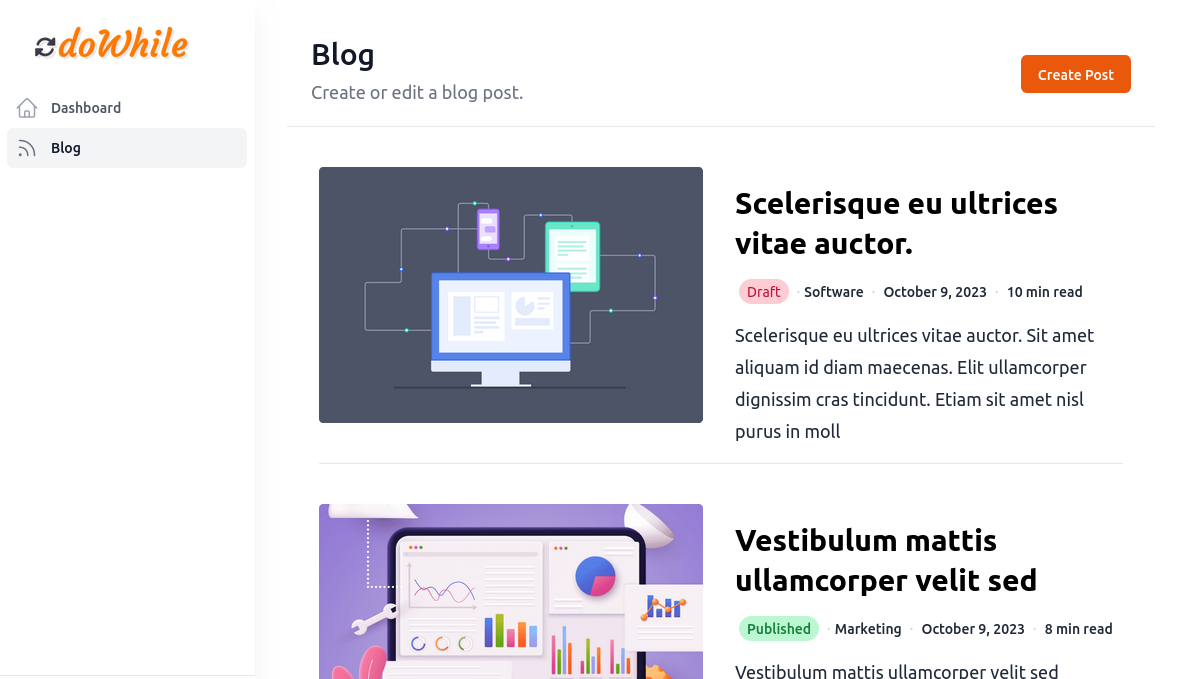 doWhile
Dashboard
Blog
Blog
Create or edit a blog post.
Create Post
Scelerisque eu ultrices
vitae auctor.
Draft · Software · October 9, 2023 · 10 min read
Scelerisque eu ultrices vitae auctor. Sit amet
aliquam id diam maecenas. Elit ullamcorper
dignissim cras tincidunt. Etiam sit amet nisl
purus in moll
Vestibulum mattis
ullamcorper velit sed
Published · Marketing · October 9, 2023 · 8 min read
Vestibulum mattis ullamcorper velit sed